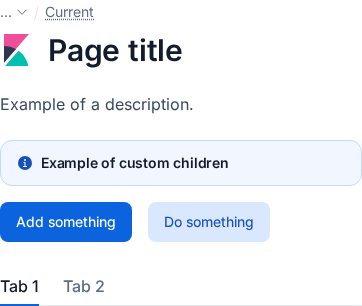 ... / Current
Page title
Example of a description.
Example of custom children
Add something Do something
Tab 1 Tab 2